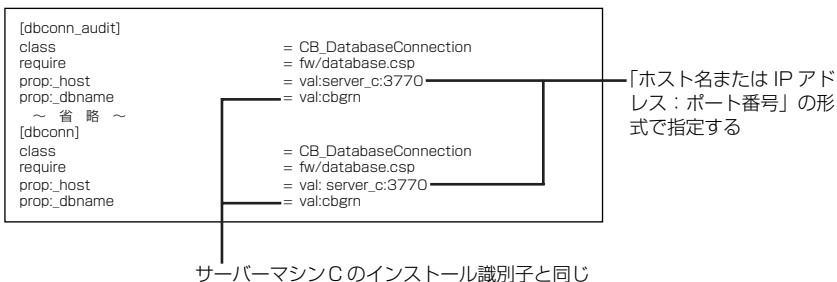 [dbconn_audit]
class = CB_DatabaseConnection
require = fw/database.csp
prop:_host = val:server_c:3770
prop:_dbname = val:cbgrn
～ 省 略 ～
[dbconn]
class = CB_DatabaseConnection
require = fw/database.csp
prop:_host = val: server_c:3770
prop:_dbname = val:cbgrn
「ホスト名または IP アド
レス：ポート番号」の形
式で指定する
サーバーマシン C のインストール識別子と同じ